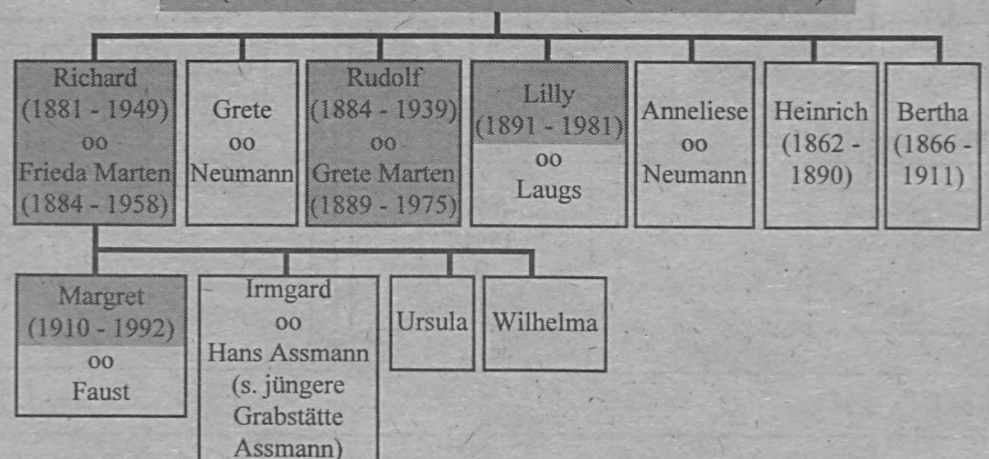 Richard
(1881 - 1949)
oo
Frieda Marten
(1884 - 1958)
Grete
oo
Neumann
Rudolf
(1884 - 1939)
oo
Grete Marten
(1889 - 1975)
Lilly
(1891 - 1981)
oo
Laugs
Anneliese
oo
Neumann
Heinrich
(1862 -
1890)
Bertha
(1866 -
1911)
Margret
(1910 - 1992)
oo
Faust
Irmgard
oo
Hans Assmann
(s. jüngere
Grabstätte
Assmann)
Ursula
Wilhelma